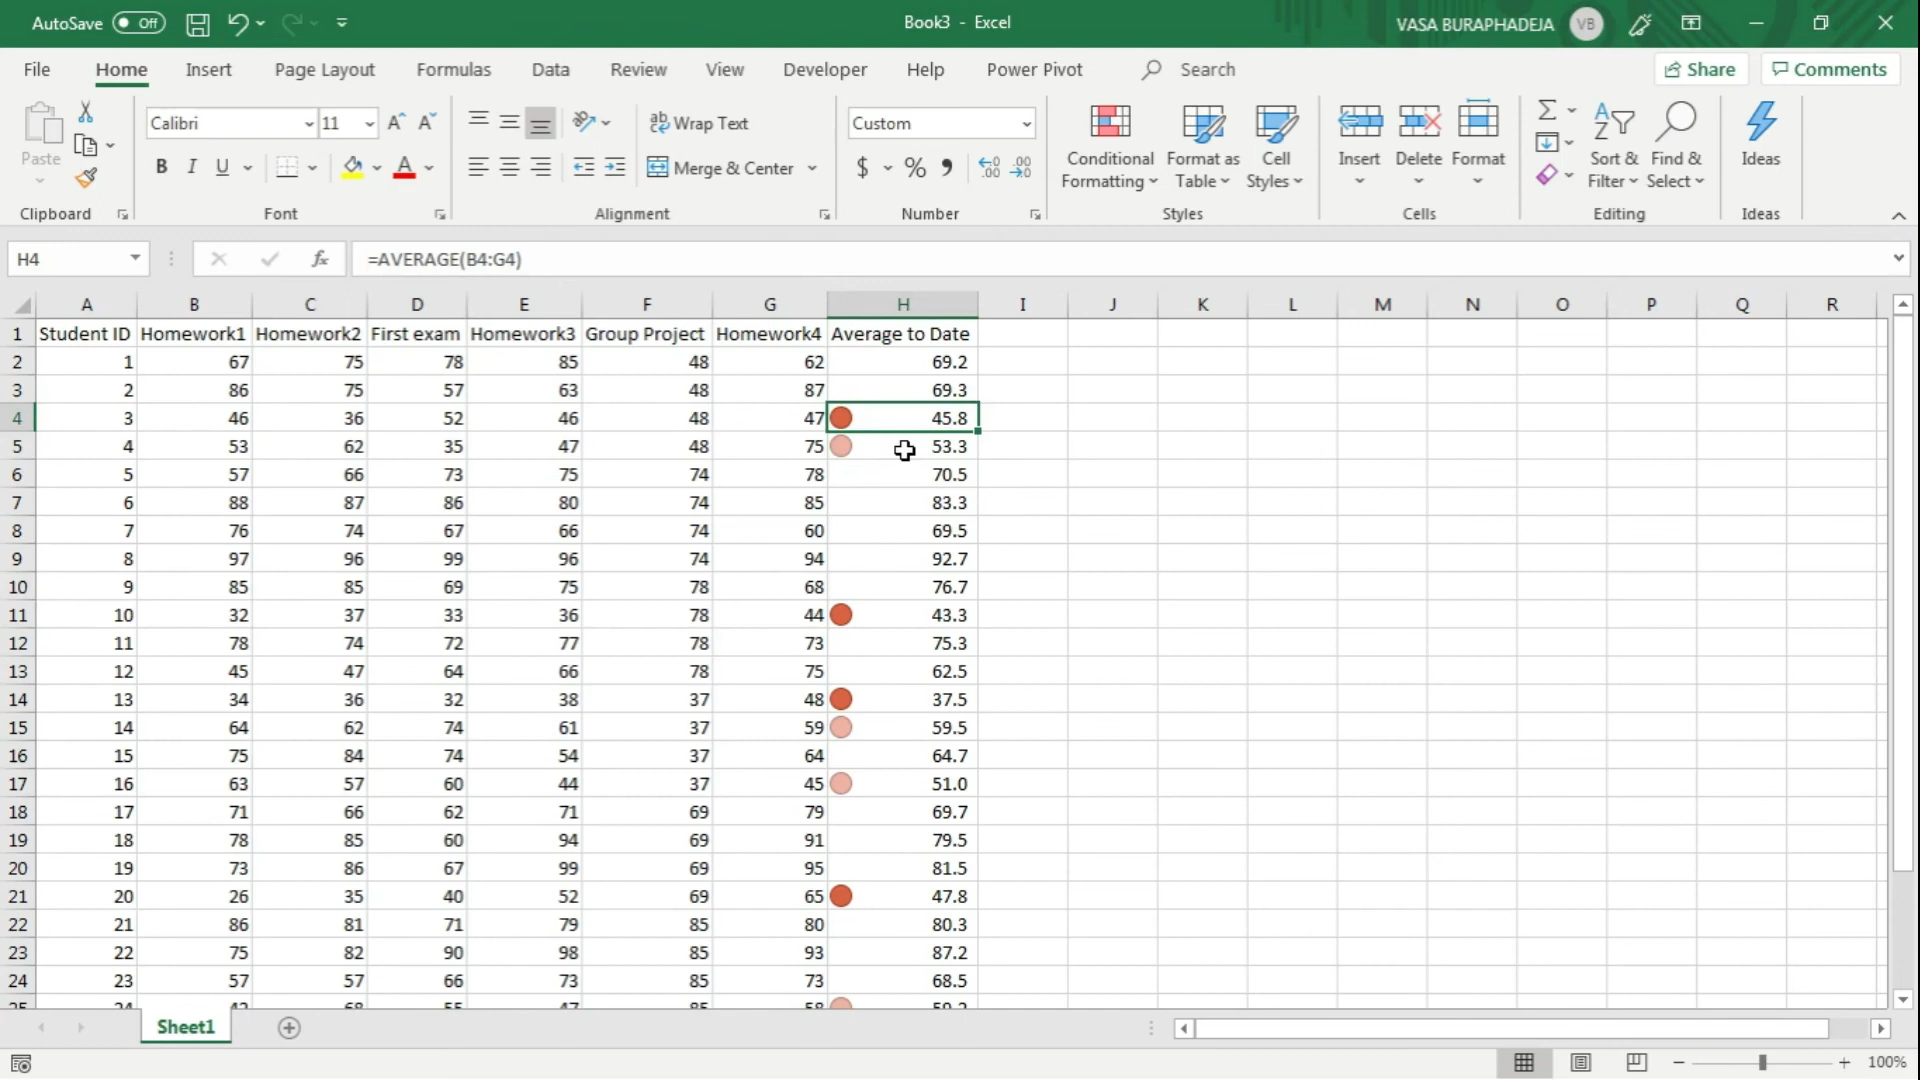 AutoSave Off Book3 - Excel VASA BURAPHADEJA VB
File Home Insert Page Layout Formulas Data Review View Developer Help Power Pivot Search Share Comments
Calibri 11 A A ab Wrap Text Custom
Paste B I U A Merge & Center $ % Conditional Formatting Format as Table Cell Styles Insert Delete Format Sort & Filter Find & Select Ideas
Clipboard Font Alignment Number Styles Cells Editing Ideas
H4 fx =AVERAGE(B4:G4)
A B C D E F G H I J K L M N O P Q R
1 Student ID Homework1 Homework2 First exam Homework3 Group Project Homework4 Average to Date
2 1 67 75 78 85 48 62 69.2
3 2 86 75 57 63 48 87 69.3
4 3 46 36 52 46 48 47 45.8
5 4 53 62 35 47 48 75 53.3
6 5 57 66 73 75 74 78 70.5
7 6 88 87 86 80 74 85 83.3
8 7 76 74 67 66 74 60 69.5
9 8 97 96 99 96 74 94 92.7
10 9 85 85 69 75 78 68 76.7
11 10 32 37 33 36 78 44 43.3
12 11 78 74 72 77 78 73 75.3
13 12 45 47 64 66 78 75 62.5
14 13 34 36 32 38 37 48 37.5
15 14 64 62 74 61 37 59 59.5
16 15 75 84 74 54 37 64 64.7
17 16 63 57 60 44 37 45 51.0
18 17 71 66 62 71 69 79 69.7
19 18 78 85 60 94 69 91 79.5
20 19 73 86 67 99 69 95 81.5
21 20 26 35 40 52 69 65 47.8
22 21 86 81 71 79 85 80 80.3
23 22 75 82 90 98 85 93 87.2
24 23 57 57 66 73 85 73 68.5
Sheet1
100%